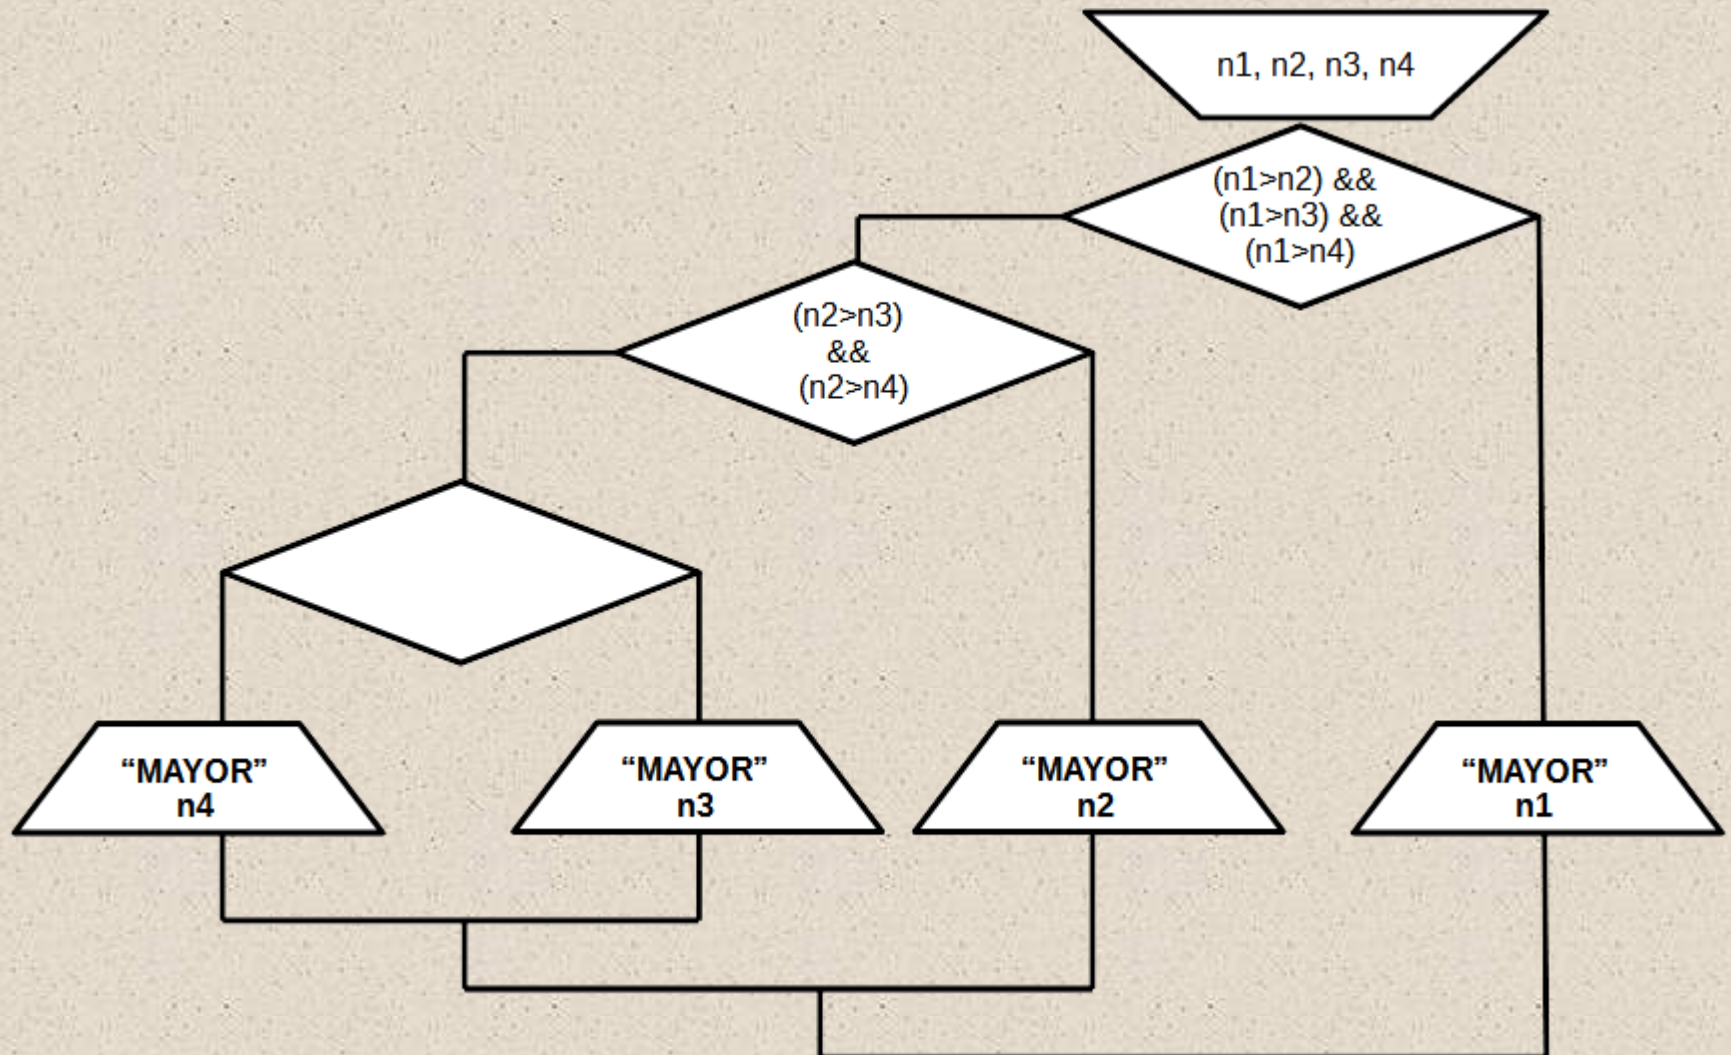 n1, n2, n3, n4
(n1>n2) &&
(n1>n3) &&
(n1>n4)
(n2>n3)
&&
(n2>n4)
“MAYOR”
n4
“MAYOR”
n3
“MAYOR”
n2
“MAYOR”
n1